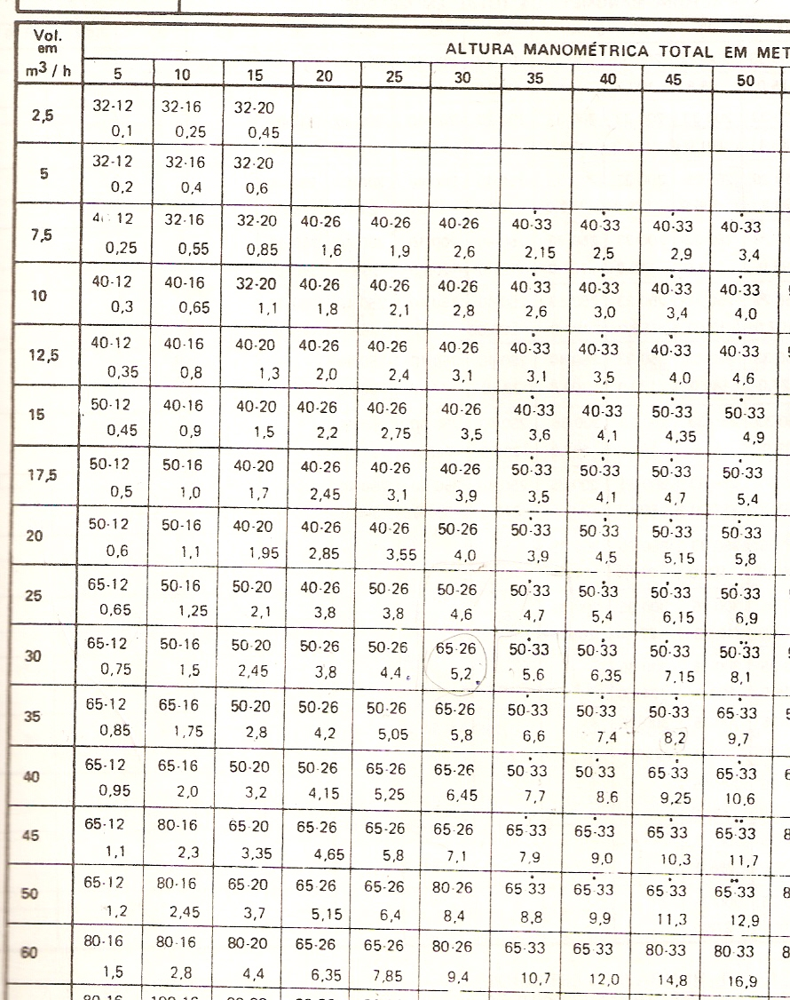 Vol. em m³ / h
ALTURA MANOMÉTRICA TOTAL EM MET
5 10 15 20 25 30 35 40 45 50
2,5 32-12 32-16 32-20
0,1 0,25 0,45
5 32-12 32-16 32-20
0,2 0,4 0,6
7,5 32-16 32-20 40-26 40-26 40-26 40-33 40-33 40-33 40-33
0,25 0,55 0,85 1,6 1,9 2,6 2,15 2,5 2,9 3,4
10 40-12 40-16 32-20 40-26 40-26 40-26 40-33 40-33 40-33 40-33
0,3 0,65 1,1 1,8 2,1 2,8 2,6 3,0 3,4 4,0
12,5 40-12 40-16 40-20 40-26 40-26 40-26 40-33 40-33 40-33 40-33
0,35 0,8 1,3 2,0 2,4 3,1 3,1 3,5 4,0 4,6
15 50-12 40-16 40-20 40-26 40-26 40-26 40-33 40-33 50-33 50-33
0,45 0,9 1,5 2,2 2,75 3,5 3,6 4,1 4,35 4,9
17,5 50-12 50-16 40-20 40-26 40-26 40-26 50-33 50-33 50-33 50-33
0,5 1,0 1,7 2,45 3,1 3,9 3,5 4,1 4,7 5,4
20 50-12 50-16 40-20 40-26 40-26 50-26 50-33 50-33 50-33 50-33
0,6 1,1 1,95 2,85 3,55 4,0 3,9 4,5 5,15 5,8
25 65-12 50-16 50-20 40-26 50-26 50-26 50-33 50-33 50-33 50-33
0,65 1,25 2,1 3,8 3,8 4,6 4,7 5,4 6,15 6,9
30 65-12 50-16 50-20 50-26 50-26 65-26 50-33 50-33 50-33 50-33
0,75 1,5 2,45 3,8 4,4 5,2 5,6 6,35 7,15 8,1
35 65-12 65-16 50-20 50-26 50-26 65-26 50-33 50-33 50-33 65-33
0,85 1,75 2,8 4,2 5,05 5,8 6,6 7,4 8,2 9,7
40 65-12 65-16 50-20 50-26 65-26 65-26 50-33 50-33 65-33 65-33
0,95 2,0 3,2 4,15 5,25 6,45 7,7 8,6 9,25 10,6
45 65-12 80-16 65-20 65-26 65-26 65-26 65-33 65-33 65-33 65-33
1,1 2,3 3,35 4,65 5,8 7,1 7,9 9,0 10,3 11,7
50 65-12 80-16 65-20 65-26 65-26 80-26 65-33 65-33 65-33 65-33
1,2 2,45 3,7 5,15 6,4 8,4 8,8 9,9 11,3 12,9
60 80-16 80-16 80-20 65-26 65-26 80-26 65-33 65-33 80-33 80-33
1,5 2,8 4,4 6,35 7,85 9,4 10,7 12,0 14,8 16,9